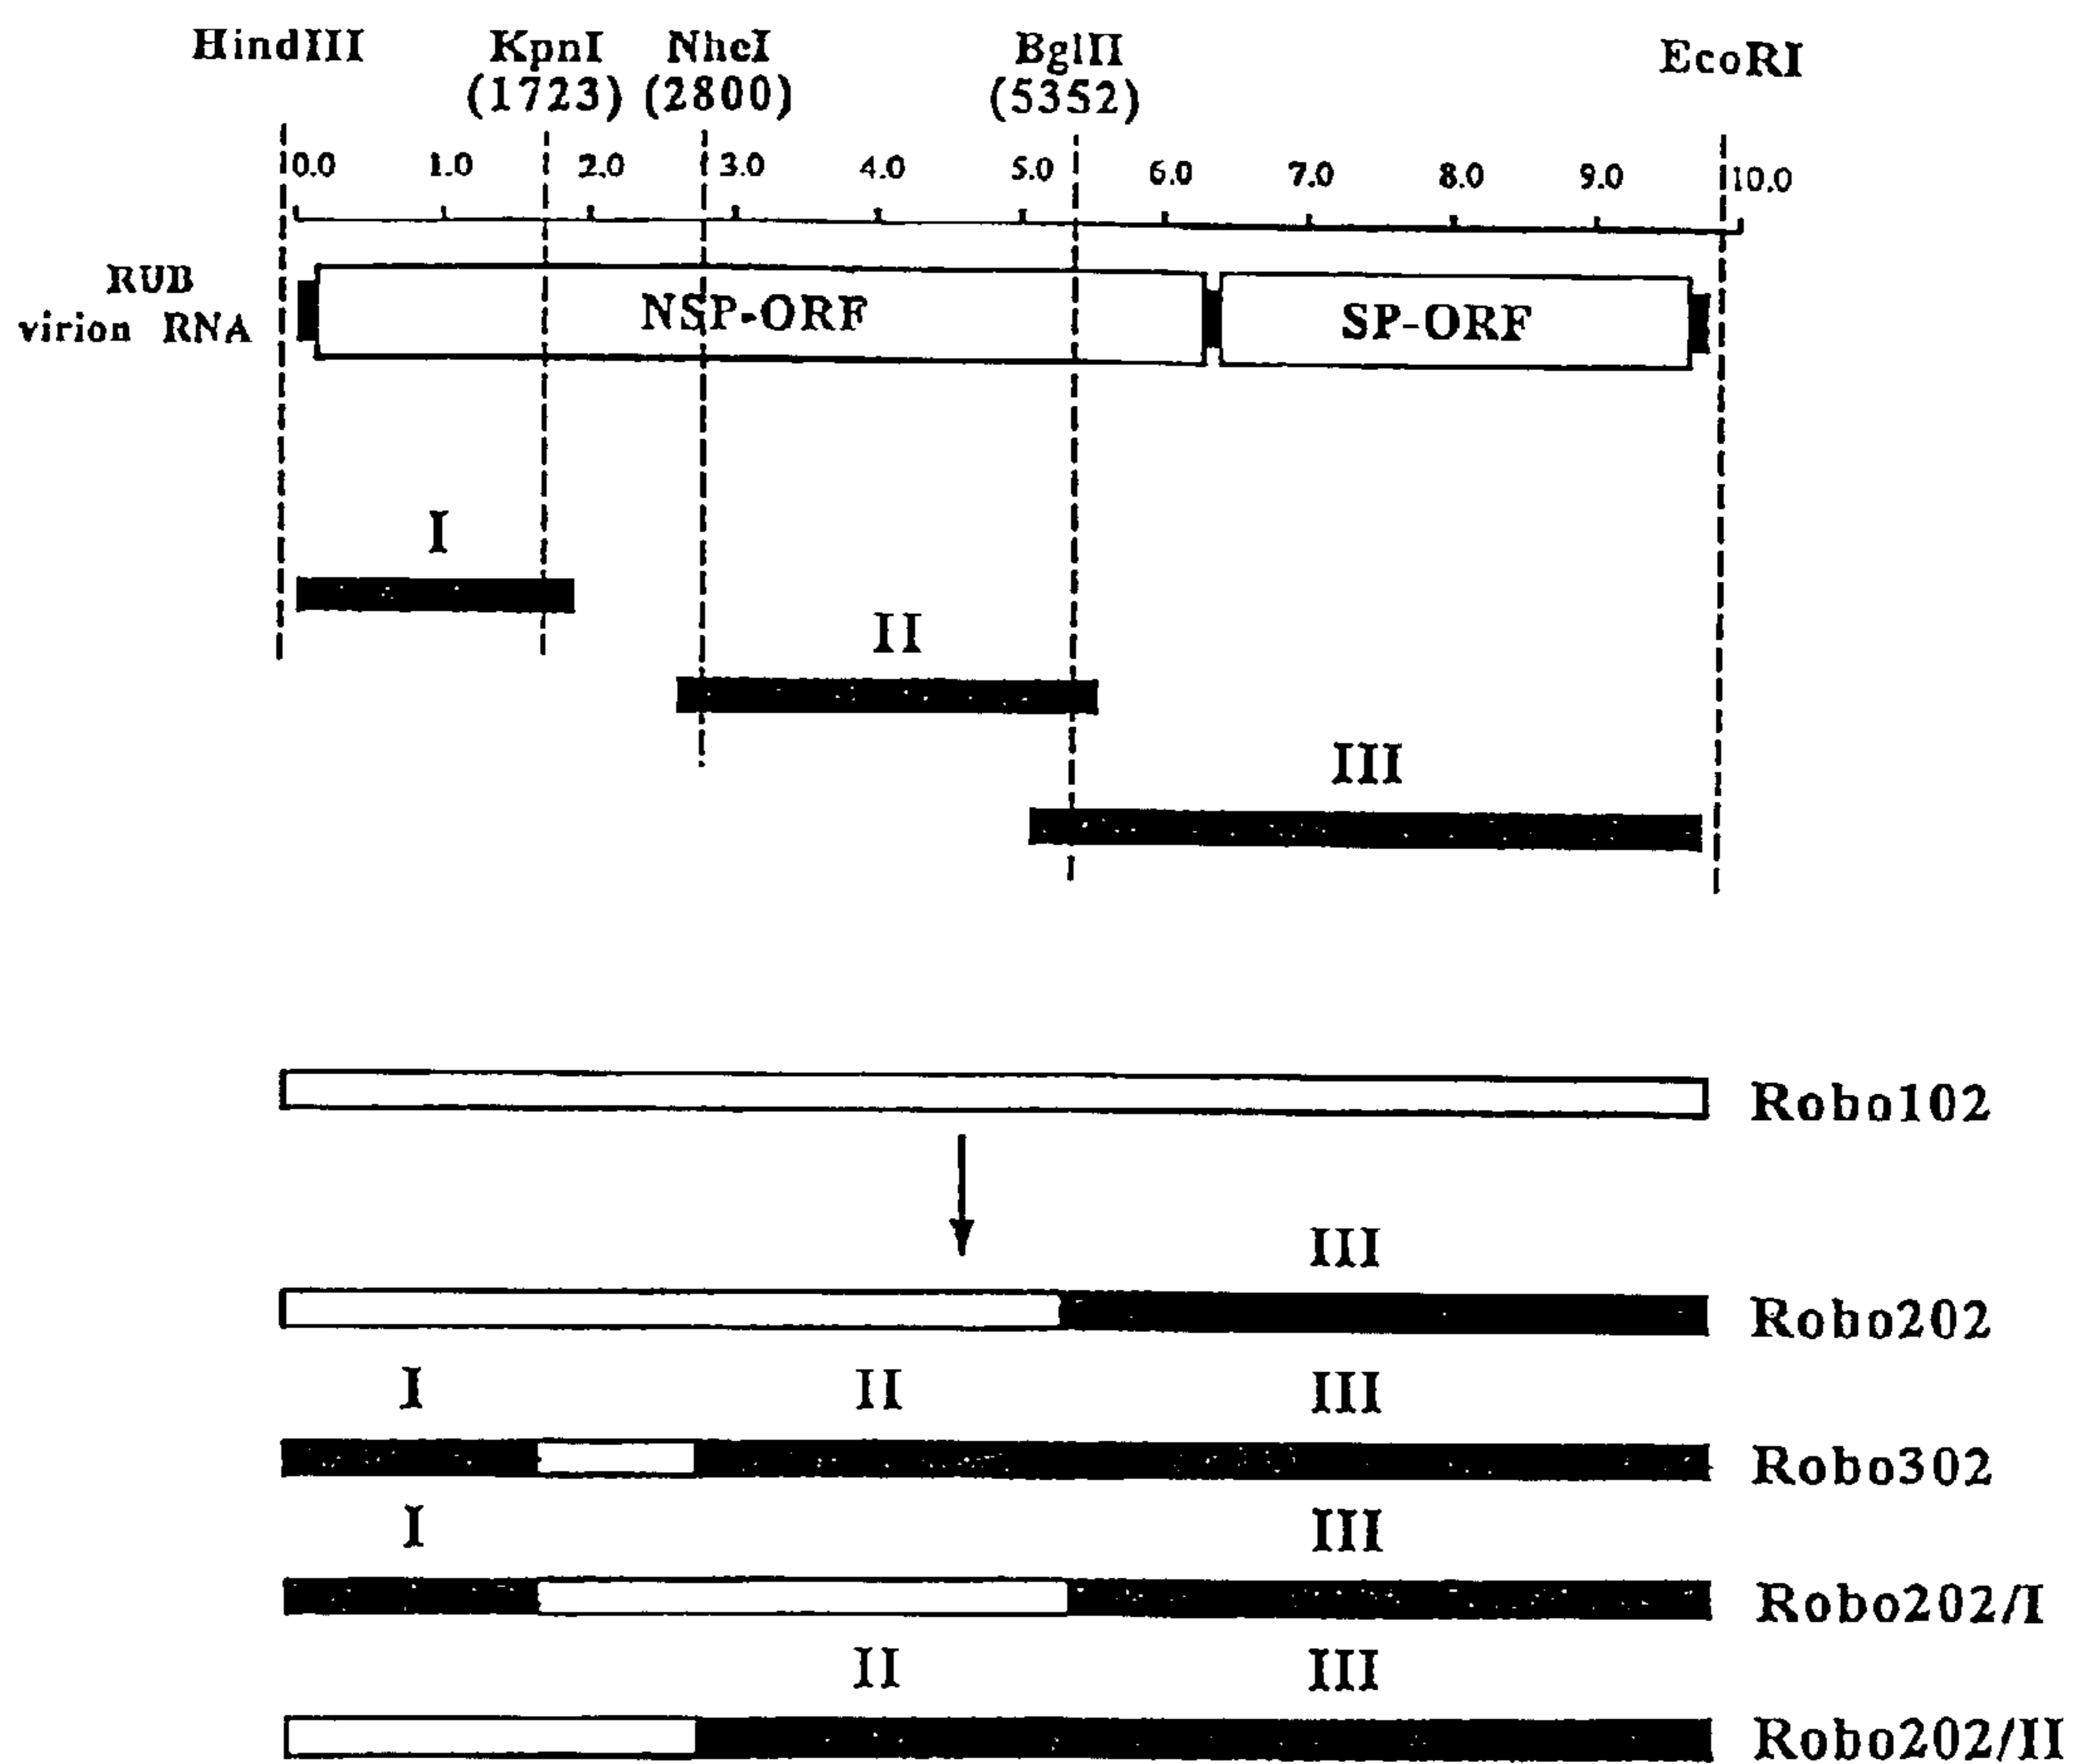 HindIII KpnI NheI BglII EcoRI
(1723) (2800) (5352)
0.0 1.0 2.0 3.0 4.0 5.0 6.0 7.0 8.0 9.0 10.0
RUB
virion RNA
NSP-ORF SP-ORF
I
II
III
Robo102
III
Robo202
I II III
Robo302
I III
Robo202/I
II III
Robo202/II